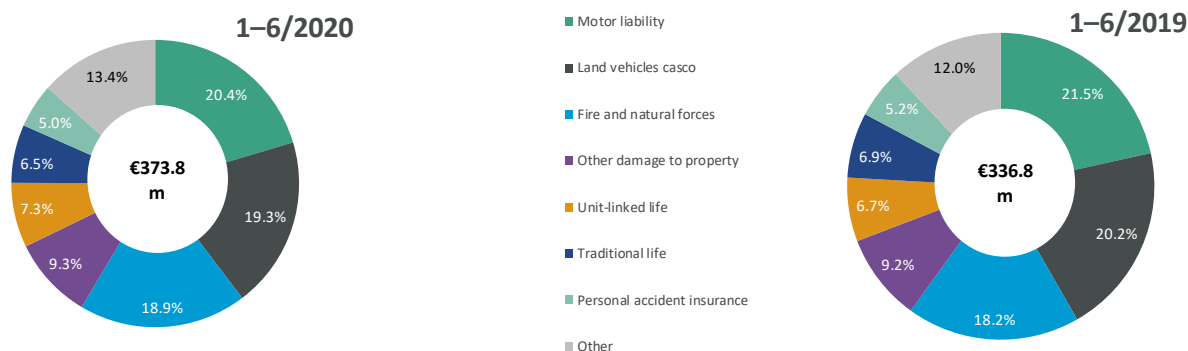 1–6/2020
13.4%
20.4%
5.0%
6.5%
€373.8
m
7.3%
19.3%
9.3%
18.9%
Motor liability
Land vehicles casco
Fire and natural forces
Other damage to property
Unit-linked life
Traditional life
Personal accident insurance
Other
1–6/2019
12.0%
21.5%
5.2%
6.9%
€336.8
m
6.7%
20.2%
9.2%
18.2%